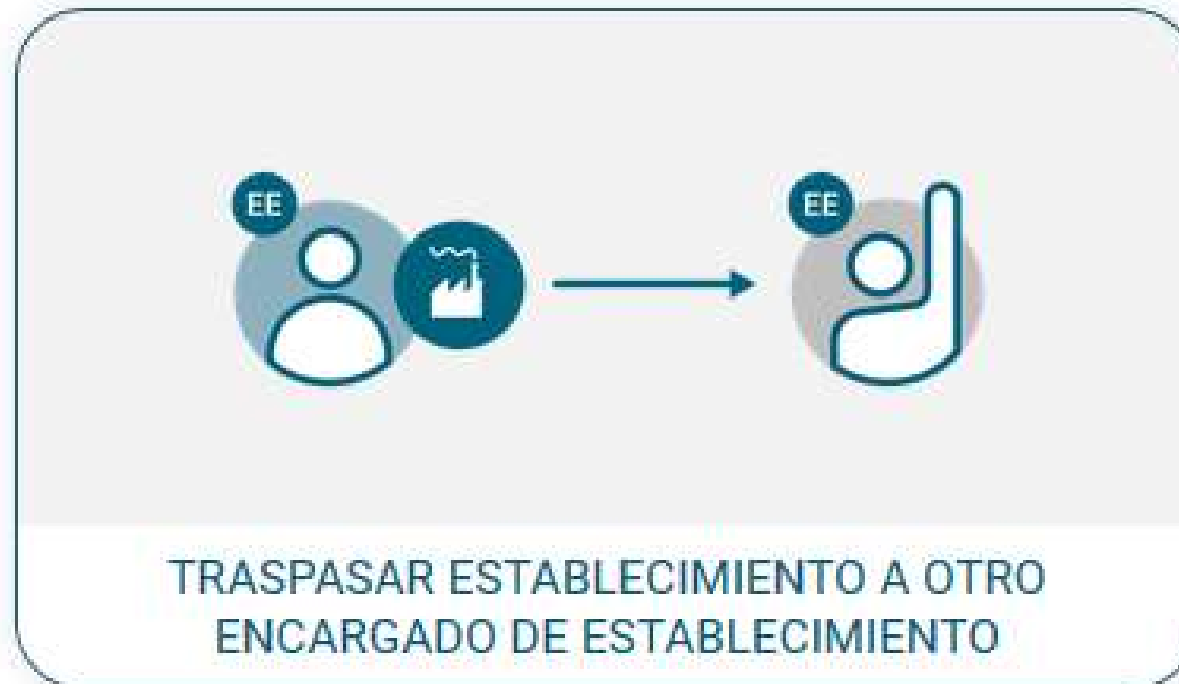 EE
EE
TRASPASAR ESTABLECIMIENTO A OTRO
ENCARGADO DE ESTABLECIMIENTO